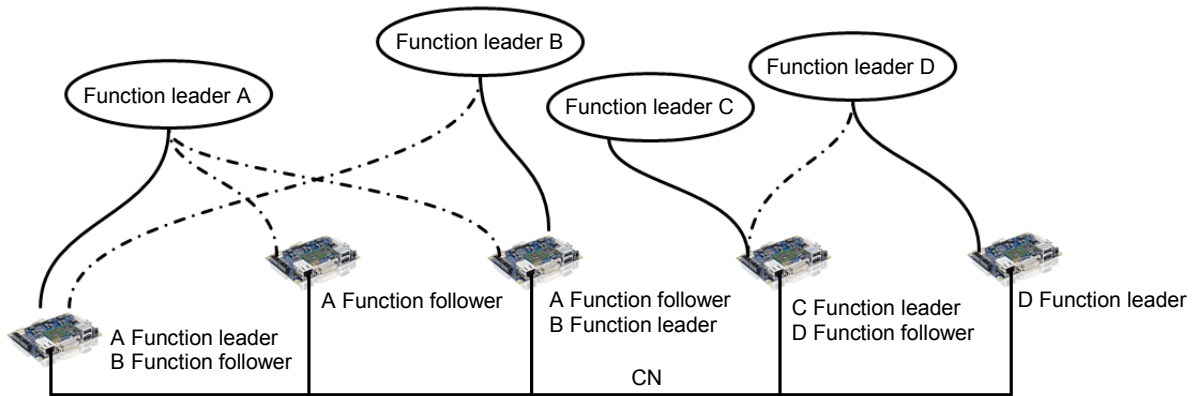 Function leader B
Function leader D
Function leader A
Function leader C
A Function follower
A Function follower
B Function leader
C Function leader
D Function follower
D Function leader
A Function leader
B Function follower
CN